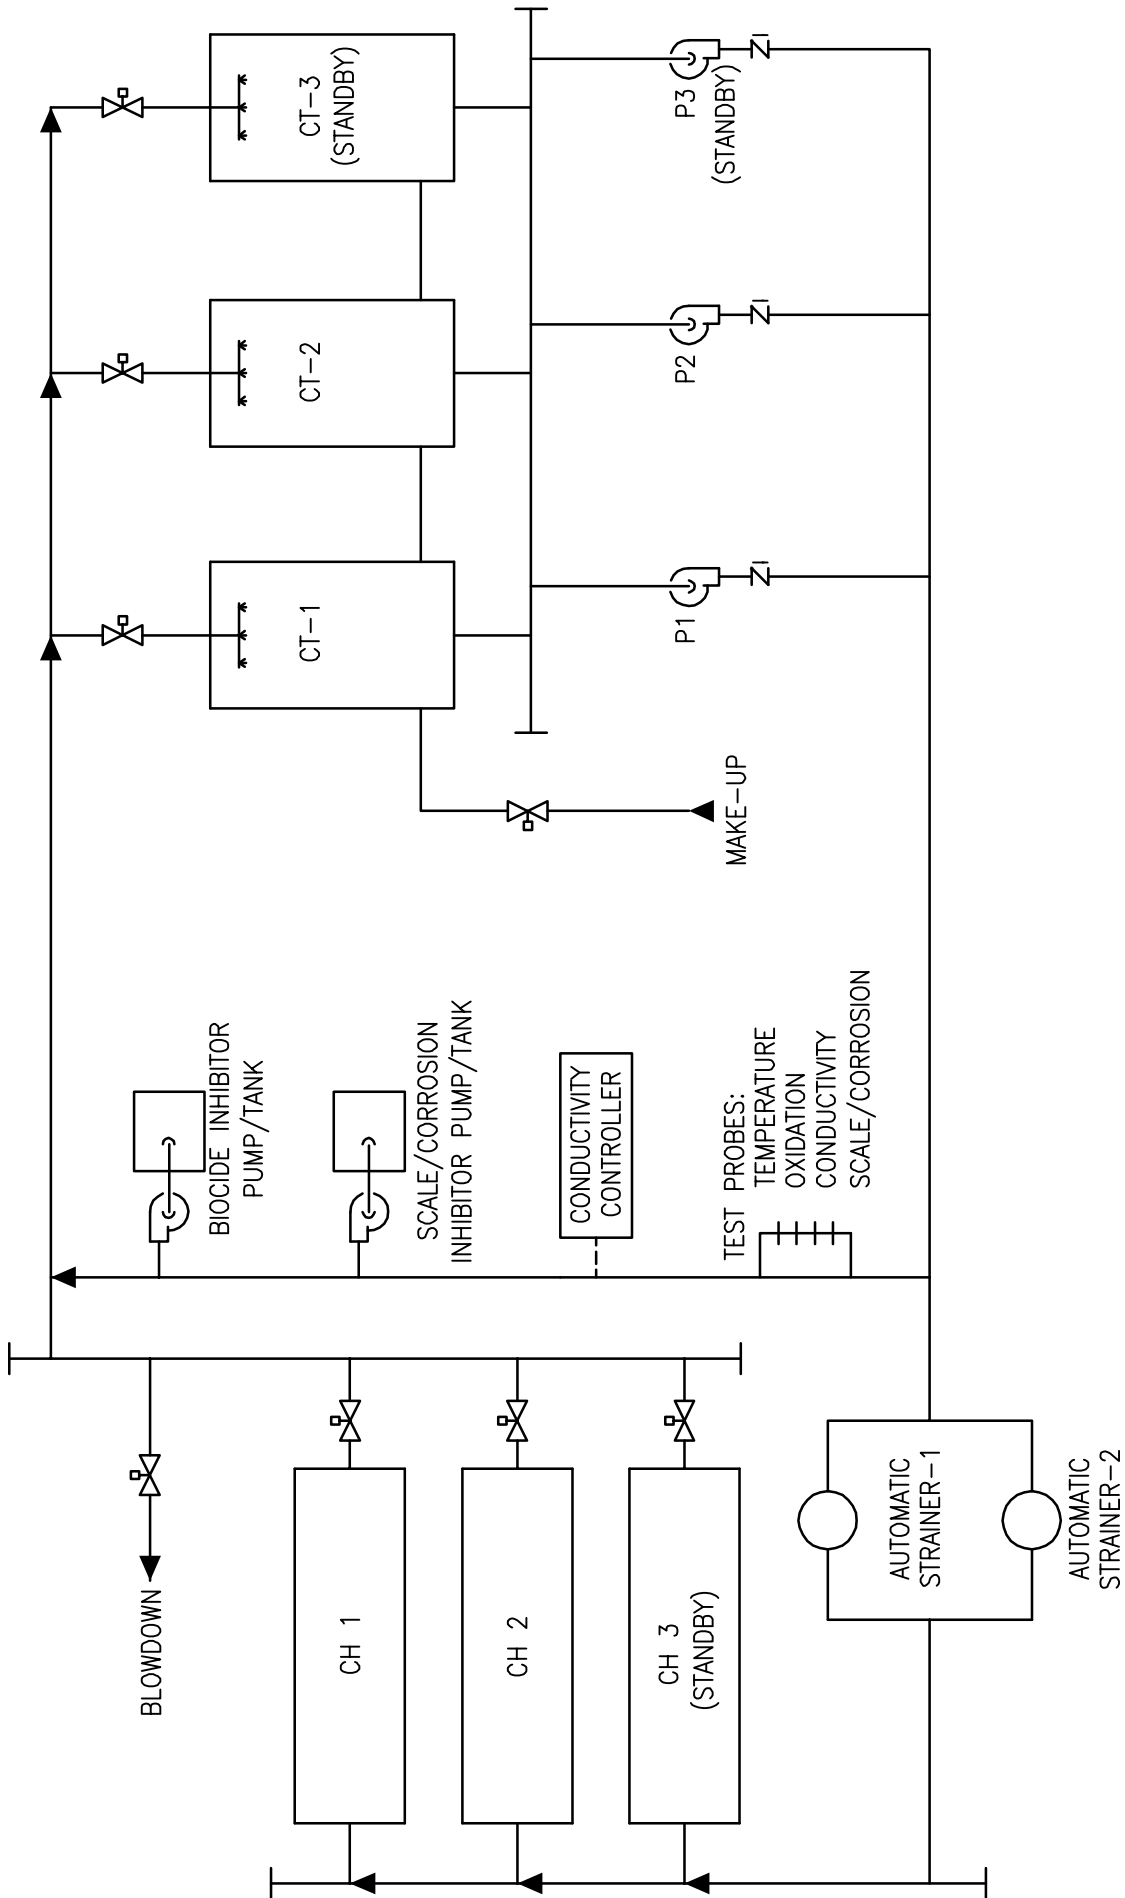 BLOWDOWN
CH 1
CH 2
CH 3
(STANDBY)
AUTOMATIC
STRAINER-1
AUTOMATIC
STRAINER-2
BIOCIDE INHIBITOR
PUMP/TANK
SCALE/CORROSION
INHIBITOR PUMP/TANK
CONDUCTIVITY
CONTROLLER
TEST PROBES:
TEMPERATURE
OXIDATION
CONDUCTIVITY
SCALE/CORROSION
MAKE-UP
CT-1
CT-2
CT-3
(STANDBY)
P1
P2
P3
(STANDBY)